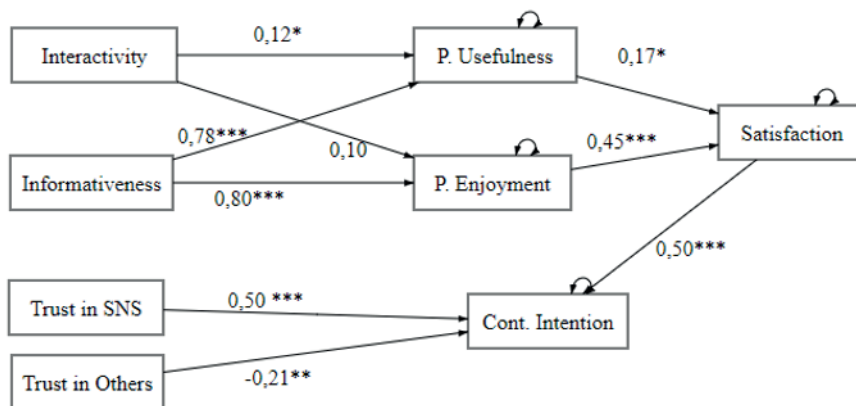 0,12*
Interactivity
P. Usefulness
0,17*
0,78***
0,10
0,45***
Satisfaction
Informativeness
P. Enjoyment
0,80***
0,50***
Trust in SNS
0,50 ***
Cont. Intention
Trust in Others
-0,21**